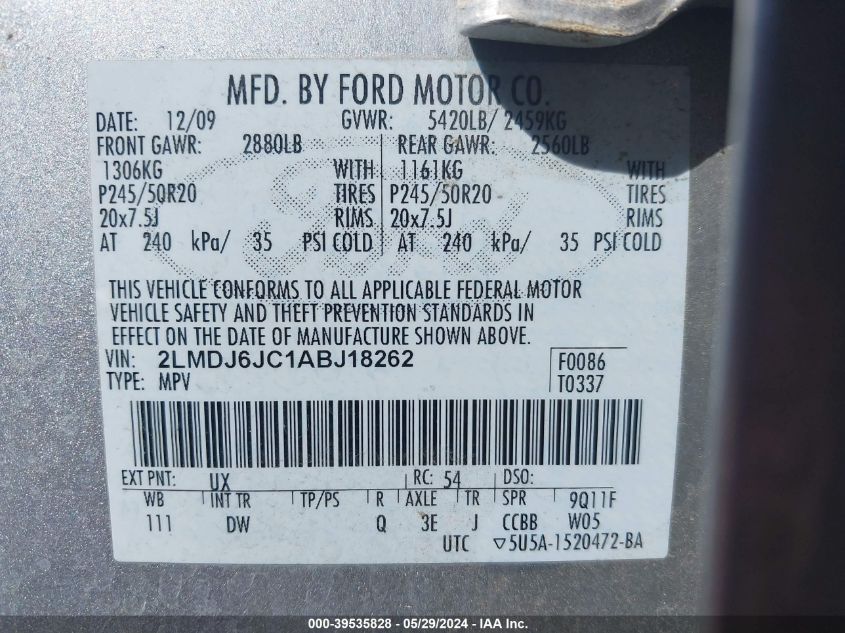 MFD. BY FORD MOTOR CO.
DATE: 12/09 GVWR: 5420LB/ 2459KG
FRONT GAWR: 2880LB REAR GAWR: 2560LB
1306KG WITH 1161KG WITH
P245/50R20 TIRES P245/50R20 TIRES
20x7.5J RIMS 20x7.5J RIMS
AT 240 kPa/ 35 PSI COLD AT 240 kPa/ 35 PSI COLD
Ford
THIS VEHICLE CONFORMS TO ALL APPLICABLE FEDERAL MOTOR
VEHICLE SAFETY AND THEFT PREVENTION STANDARDS IN
EFFECT ON THE DATE OF MANUFACTURE SHOWN ABOVE.
VIN: 2LMDJ6JC1ABJ18262 F0086
TYPE: MPV T0337
EXT PNT: UX RC: 54 DSO:
WB INT TR TP/PS R AXLE TR SPR 9Q11F
111 DW Q 3E J CCBB W05
UTC ▽5U5A-1520472-BA
000-39535828 - 05/29/2024 - IAA Inc.